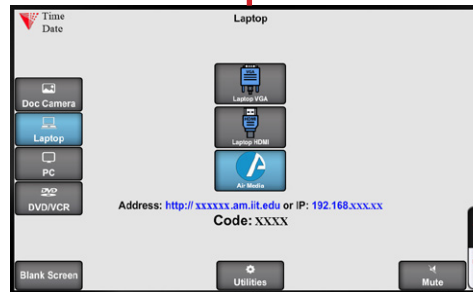 Time
Date
Laptop
Doc Camera
Laptop
PC
DVD/VCR
VGA
Laptop VGA
Laptop HDMI
Air Media
Address: http://xxxxxx.am.iit.edu or IP: 192.168.xxx.xx
Code: xxxx
Blank Screen
Utilities
Mute